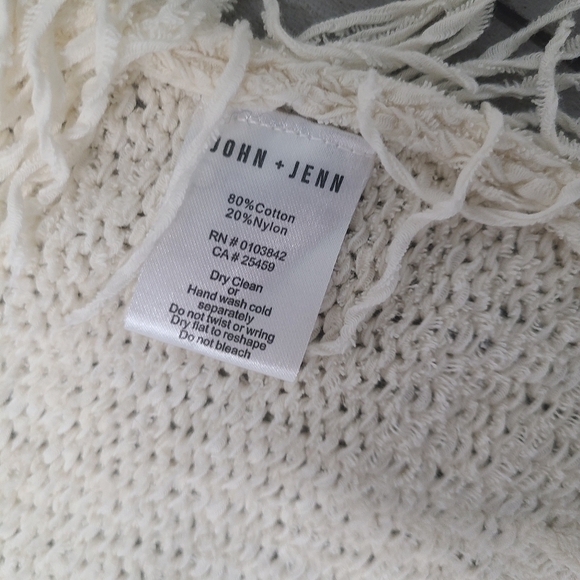 JOHN + JENN
80%Cotton
20%Nylon
RN # 0103842
CA # 25459
Dry Clean
or
Hand wash cold
separately
Do not twist or wring
Dry flat to reshape
Do not bleach